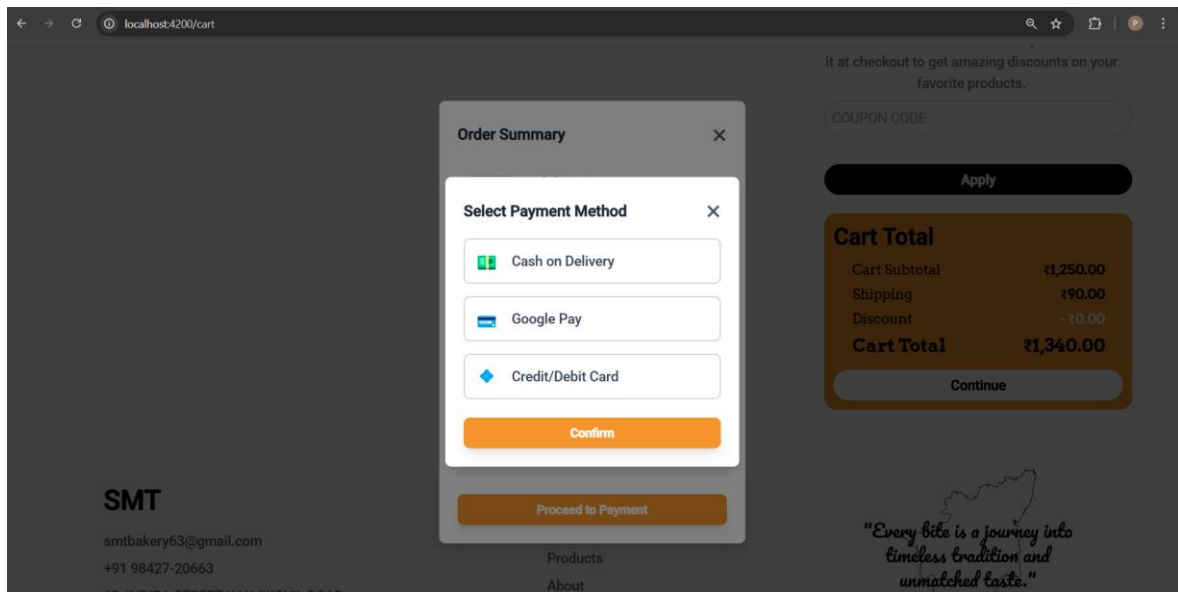 localhost:4200/cart
it at checkout to get amazing discounts on your
favorite products.
COUPON CODE
Apply
Order Summary
Select Payment Method
Cash on Delivery
Google Pay
Credit/Debit Card
Confirm
Proceed to Payment
Cart Total
Cart Subtotal ₹1,250.00
Shipping ₹90.00
Discount - ₹0.00
Cart Total ₹1,340.00
Continue
SMT
smtbakery63@gmail.com
+91 98427-20663
Products
About
"Every bite is a journey into
timeless tradition and
unmatched taste."
P